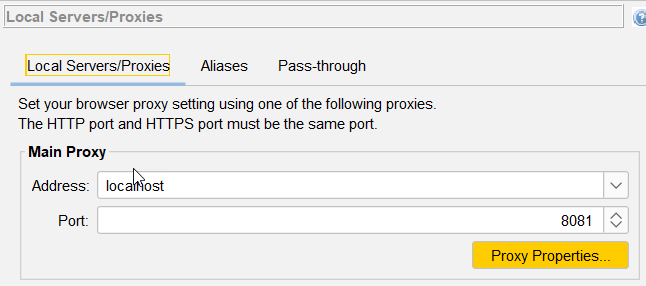 Local Servers/Proxies
Local Servers/Proxies Aliases Pass-through
Set your browser proxy setting using one of the following proxies.
The HTTP port and HTTPS port must be the same port.
Main Proxy
Address: localhost
Port: 8081
Proxy Properties...